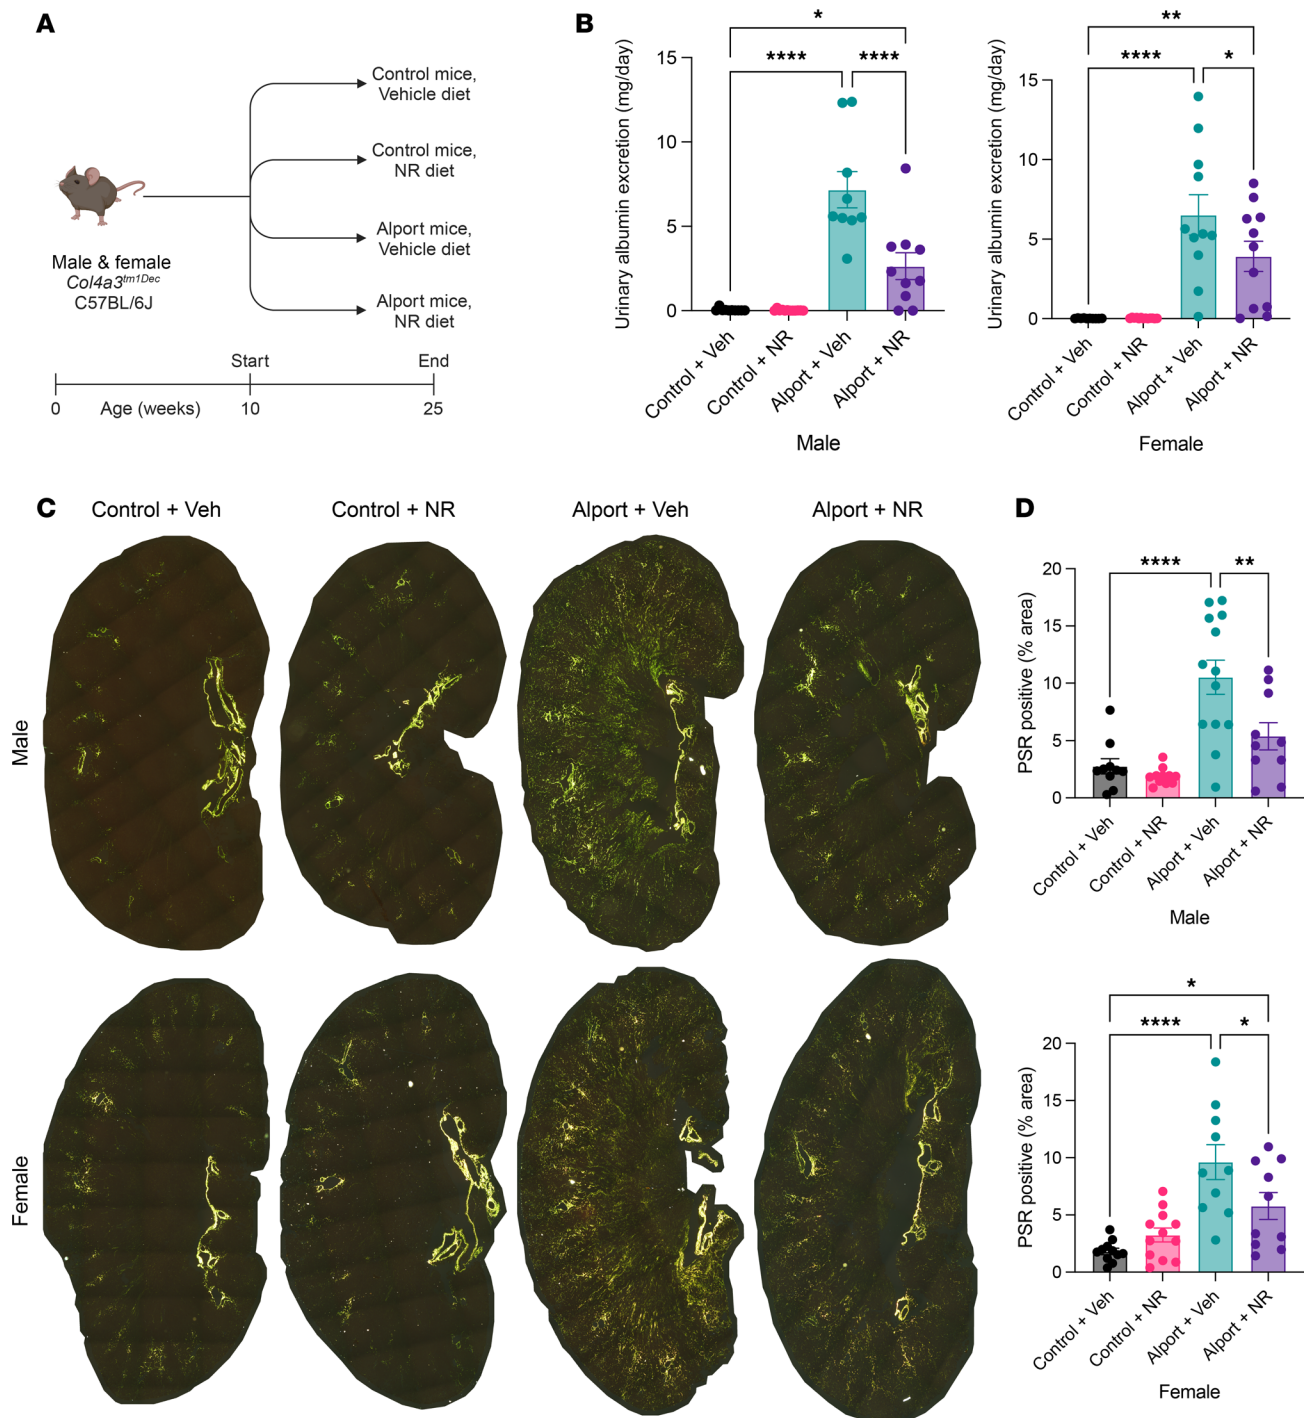 A
Control mice,
Vehicle diet
Control mice,
NR diet
Alport mice,
Vehicle diet
Alport mice,
NR diet
Male & female
Col4a3tm1Dec
C57BL/6J
Start
End
0
Age (weeks)
10
25
B
Urinary albumin excretion (mg/day)
15
10
5
0
*
****
****
Control + Veh
Control + NR
Alport + Veh
Alport + NR
Male
Urinary albumin excretion (mg/day)
15
10
5
0
**
****
*
Control + Veh
Control + NR
Alport + Veh
Alport + NR
Female
C
Control + Veh
Control + NR
Alport + Veh
Alport + NR
Male
Female
D
PSR positive (% area)
20
15
10
5
0
****
**
Control + Veh
Control + NR
Alport + Veh
Alport + NR
Male
PSR positive (% area)
20
15
10
5
0
*
****
*
Control + Veh
Control + NR
Alport + Veh
Alport + NR
Female